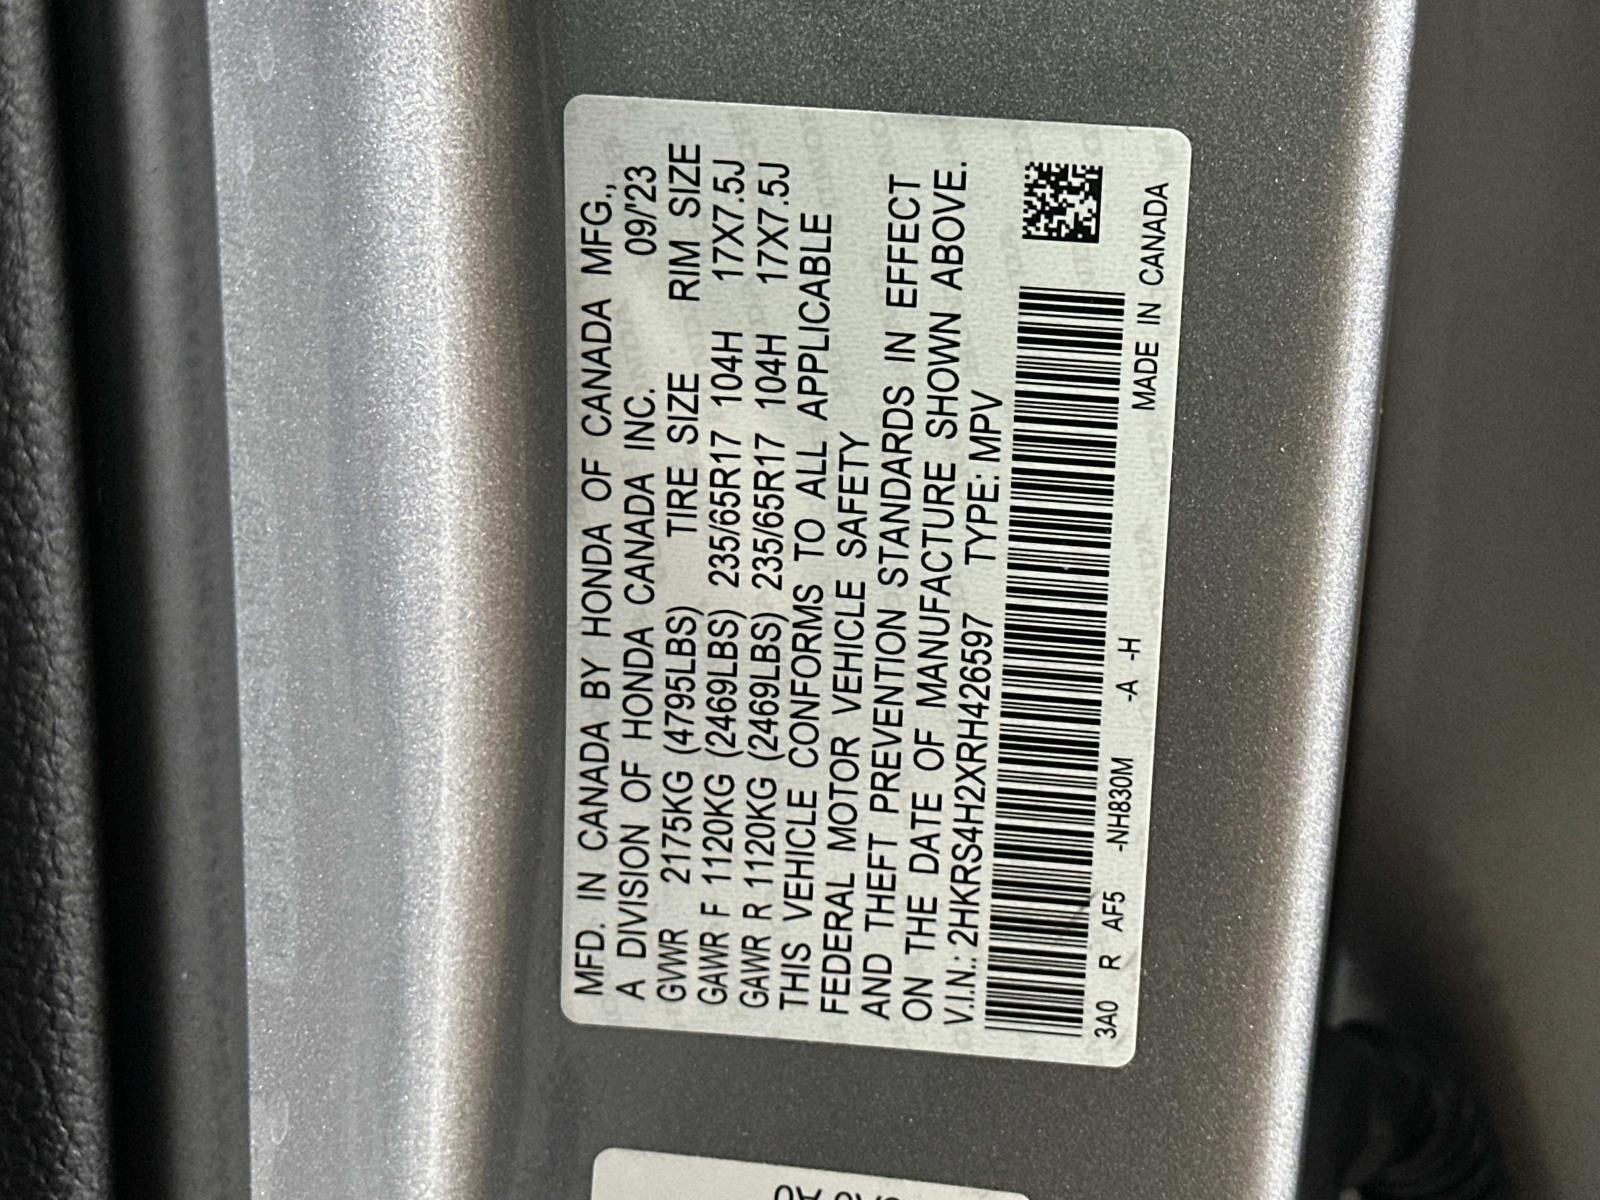 MFD. IN CANADA BY HONDA OF CANADA MFG.,
A DIVISION OF HONDA CANADA INC. 09/'23
GVWR 2175KG (4795LBS) TIRE SIZE RIM SIZE
GAWR F 1120KG (2469LBS) 235/65R17 104H 17X7.5J
GAWR R 1120KG (2469LBS) 235/65R17 104H 17X7.5J
THIS VEHICLE CONFORMS TO ALL APPLICABLE
FEDERAL MOTOR VEHICLE SAFETY
AND THEFT PREVENTION STANDARDS IN EFFECT
ON THE DATE OF MANUFACTURE SHOWN ABOVE.
V.I.N.: 2HKRS4H2XRH426597 TYPE: MPV
3A0 R AF5 -NH830M -A -H MADE IN CANADA